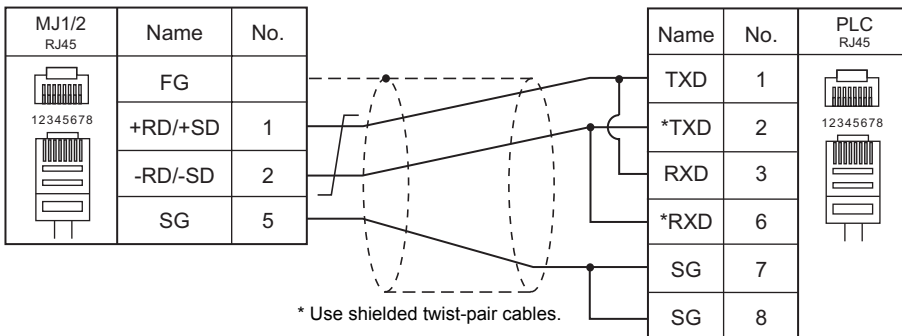 MJ1/2
RJ45
Name No.
12345678
FG
+RD/+SD 1
-RD/-SD 2
SG 5
Name No. PLC
RJ45
TXD 1
*TXD 2
RXD 3
*RXD 6
SG 7
SG 8
12345678
* Use shielded twist-pair cables.